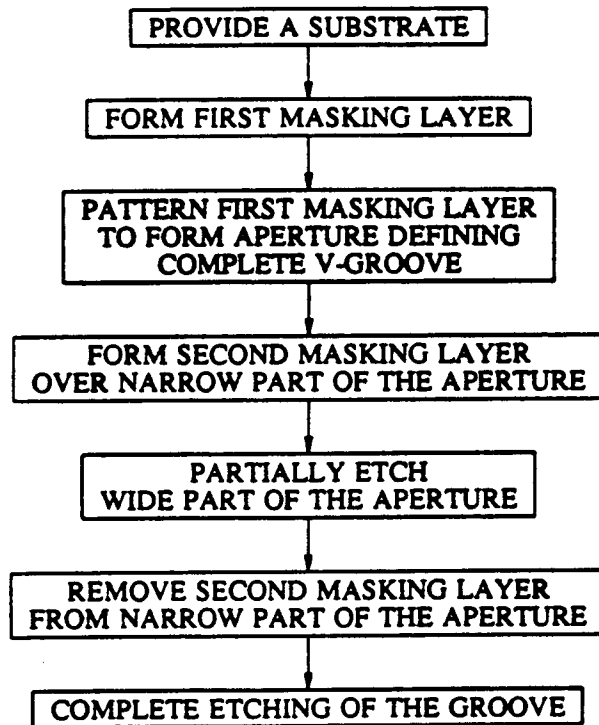 PROVIDE A SUBSTRATE
FORM FIRST MASKING LAYER
PATTERN FIRST MASKING LAYER
TO FORM APERTURE DEFINING
COMPLETE V-GROOVE
FORM SECOND MASKING LAYER
OVER NARROW PART OF THE APERTURE
PARTIALLY ETCH
WIDE PART OF THE APERTURE
REMOVE SECOND MASKING LAYER
FROM NARROW PART OF THE APERTURE
COMPLETE ETCHING OF THE GROOVE